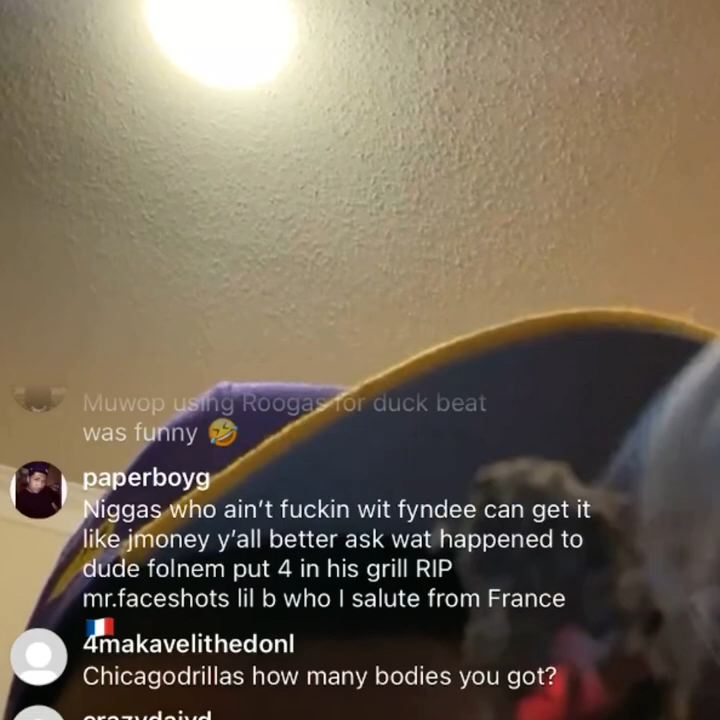 Muwop using Roogas for duck beat
was funny 🤣
paperboyg
Niggas who ain't fuckin wit fyndee can get it
like jmoney y'all better ask wat happened to
dude folnem put 4 in his grill RIP
mr.faceshots lil b who I salute from France
🇫🇷
4makavelithedonl
Chicagodrillas how many bodies you got?